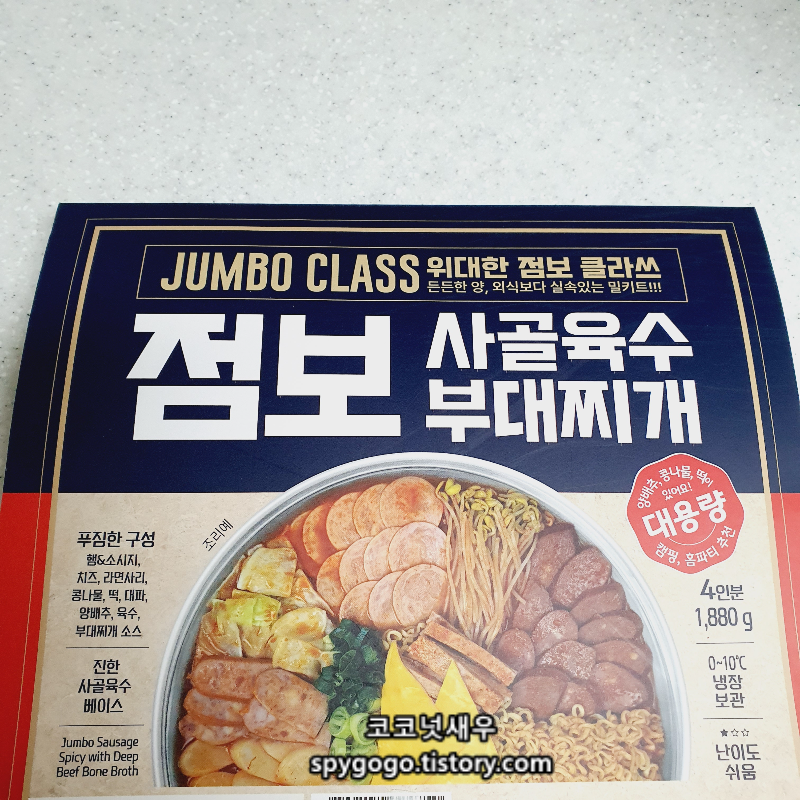 JUMBO CLASS 위대한 점보 클라쓰
든든한 양, 외식보다 실속있는 밀키트!!!
점보 사골육수
부대찌개
양배추, 콩나물, 떡이
있어요!
대용량
캠핑, 홈파티 추천
조리예
푸짐한 구성
햄&소시지,
치즈, 라면사리,
콩나물, 떡, 대파,
양배추, 육수,
부대찌개 소스
진한
사골육수
베이스
Jumbo Sausage
Spicy with Deep
Beef Bone Broth
4인분
1,880 g
0~10℃
냉장
보관
★☆☆
난이도
쉬움
코코넛새우
spygogo.tistory.com